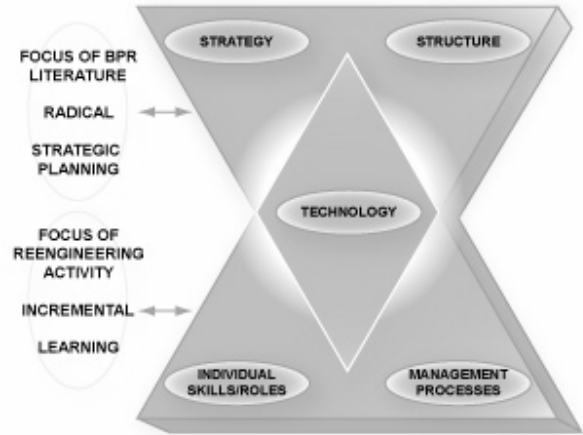 FOCUS OF BPR
LITERATURE
RADICAL
STRATEGIC
PLANNING
FOCUS OF
REENGINEERING
ACTIVITY
INCREMENTAL
LEARNING
STRATEGY
STRUCTURE
TECHNOLOGY
INDIVIDUAL
SKILLS/ROLES
MANAGEMENT
PROCESSES